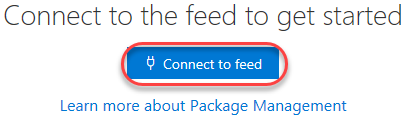 Connect to the feed to get started
Connect to feed
Learn more about Package Management